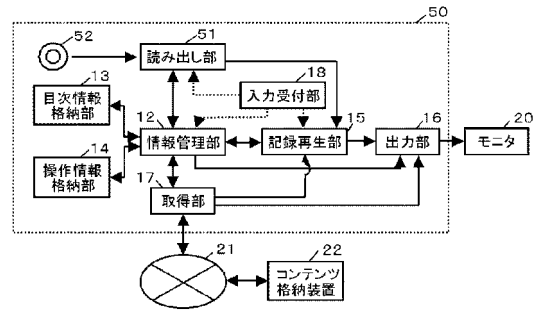 50
52
51
読み出し部
13
目次情報
格納部
18
入力受付部
12
情報管理部
15
記録再生部
16
出力部
20
モニタ
14
操作情報
格納部
17
取得部
21
22
コンテンツ
格納装置